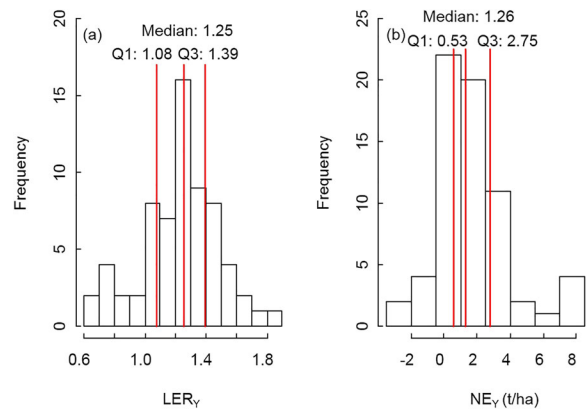 (a)
Median: 1.25
Q1: 1.08 Q3: 1.39
Frequency
20
15
10
5
0
0.6 1.0 1.4 1.8
LERY
(b)
Median: 1.26
Q1: 0.53 Q3: 2.75
Frequency
25
20
15
10
5
0
-2 0 2 4 6 8
NEY (t/ha)